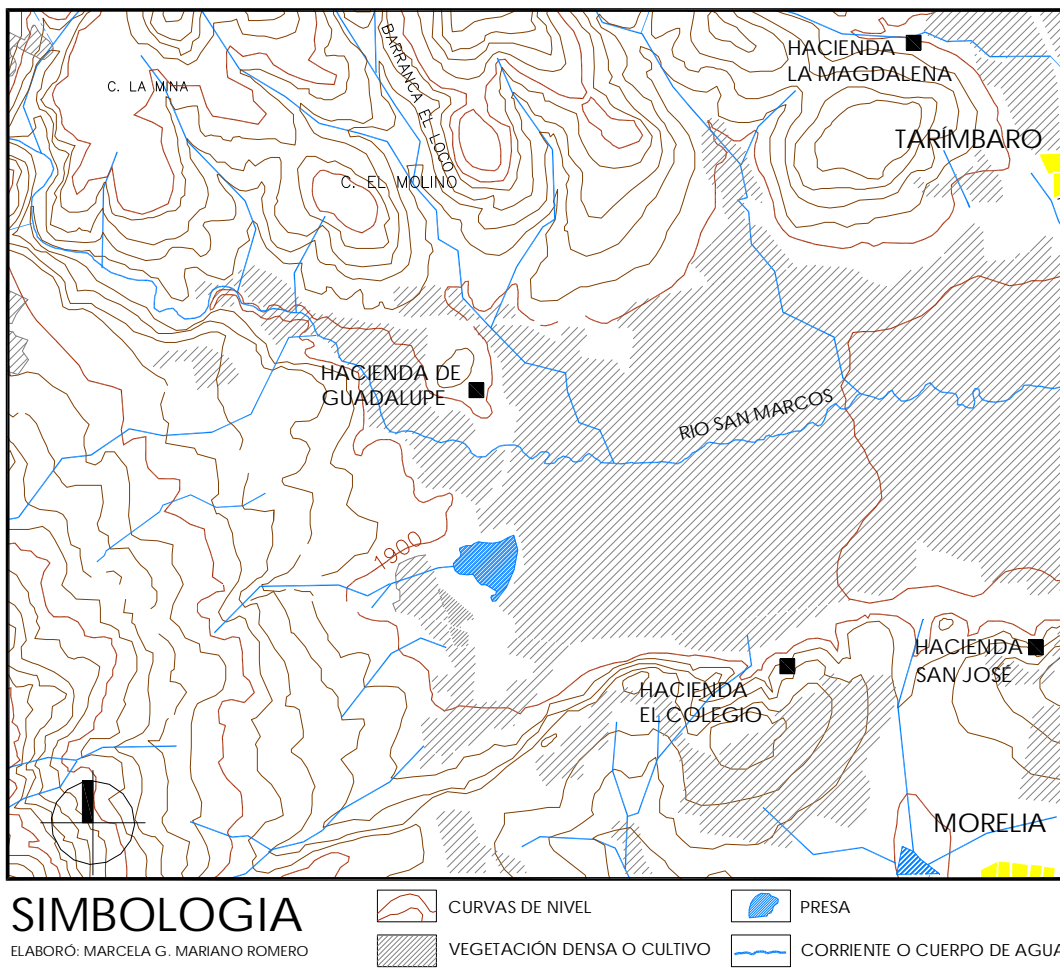 BARRANCA EL LOCO
HACIENDA
LA MAGDALENA
C. LA MINA
TARÍMBARO
C. EL MOLINO
HACIENDA DE
GUADALUPE
RIO SAN MARCOS
1900
HACIENDA
SAN JOSÉ
HACIENDA
EL COLEGIO
MORELIA
SIMBOLOGIA
ELABORÓ: MARCELA G. MARIANO ROMERO
CURVAS DE NIVEL
PRESA
VEGETACIÓN DENSA O CULTIVO
CORRIENTE O CUERPO DE AGUA